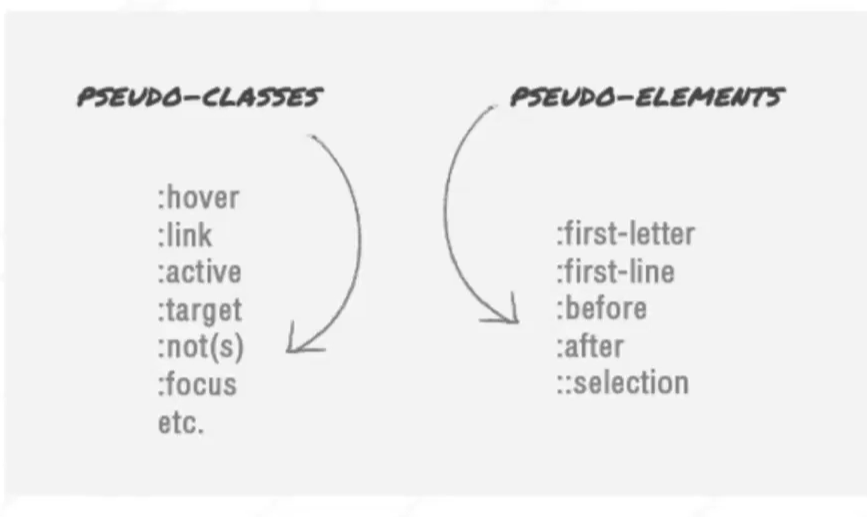 PSEUDO-CLASSES
:hover
:link
:active
:target
:not(s)
:focus
etc.
PSEUDO-ELEMENTS
:first-letter
:first-line
:before
:after
::selection